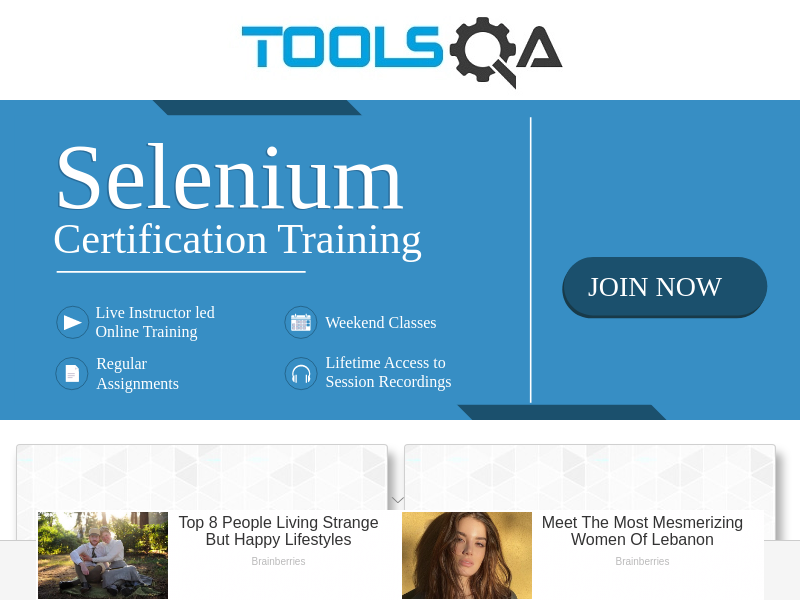 TOOLSQA
Selenium
Certification Training
JOIN NOW
Live Instructor led
Online Training
Weekend Classes
Regular
Assignments
Lifetime Access to
Session Recordings
Top 8 People Living Strange
But Happy Lifestyles
Brainberries
Meet The Most Mesmerizing
Women Of Lebanon
Brainberries